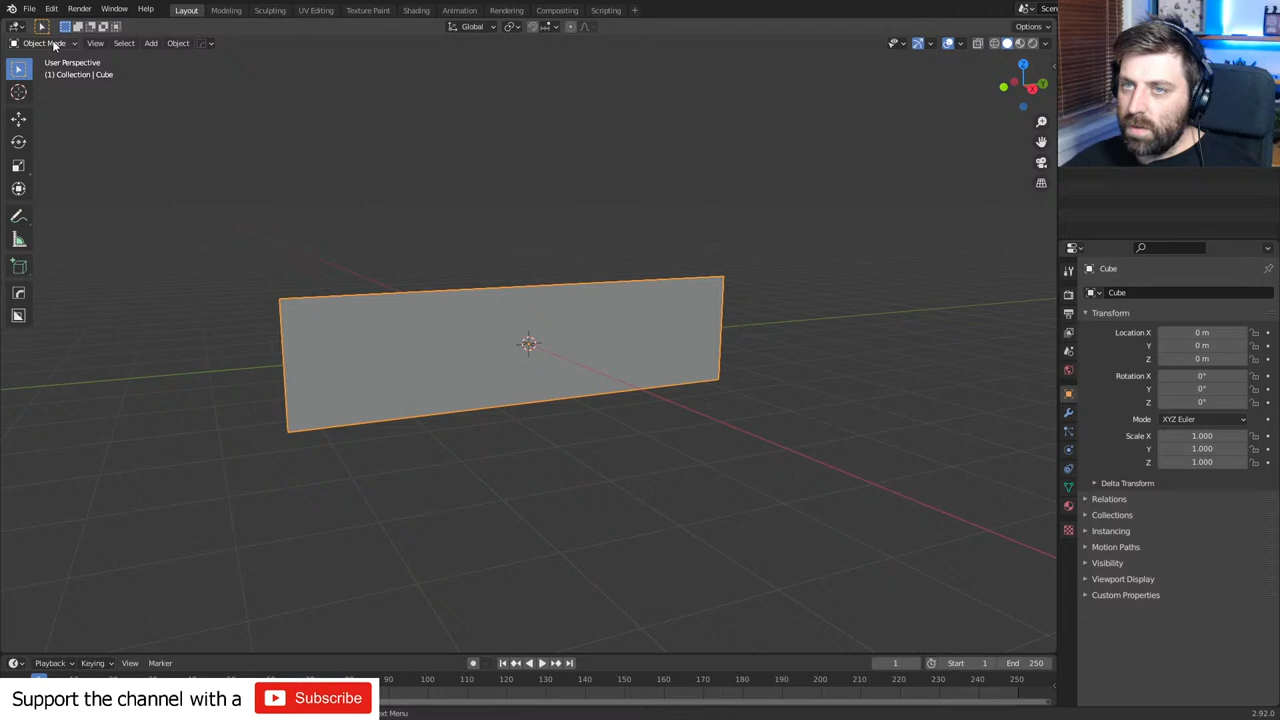 File Edit Render Window Help Layout Modeling Sculpting UV Editing Texture Paint Shading Animation Rendering Compositing Scripting + Scen
Global Options
Object Mode View Select Add Object
User Perspective
(1) Collection | Cube
Z
Y
X
Cube
Cube
Transform
Location X 0 m
Y 0 m
Z 0 m
Rotation X 0°
Y 0°
Z 0°
Mode XYZ Euler
Scale X 1.000
Y 1.000
Z 1.000
Delta Transform
Relations
Collections
Instancing
Motion Paths
Visibility
Viewport Display
Custom Properties
Playback Keying View Marker 1 Start 1 End 250
100 110 120 130 140 150 160 170 180 190 200 210 220 230 240 250
Support the channel with a Subscribe
ext Menu 2.92.0